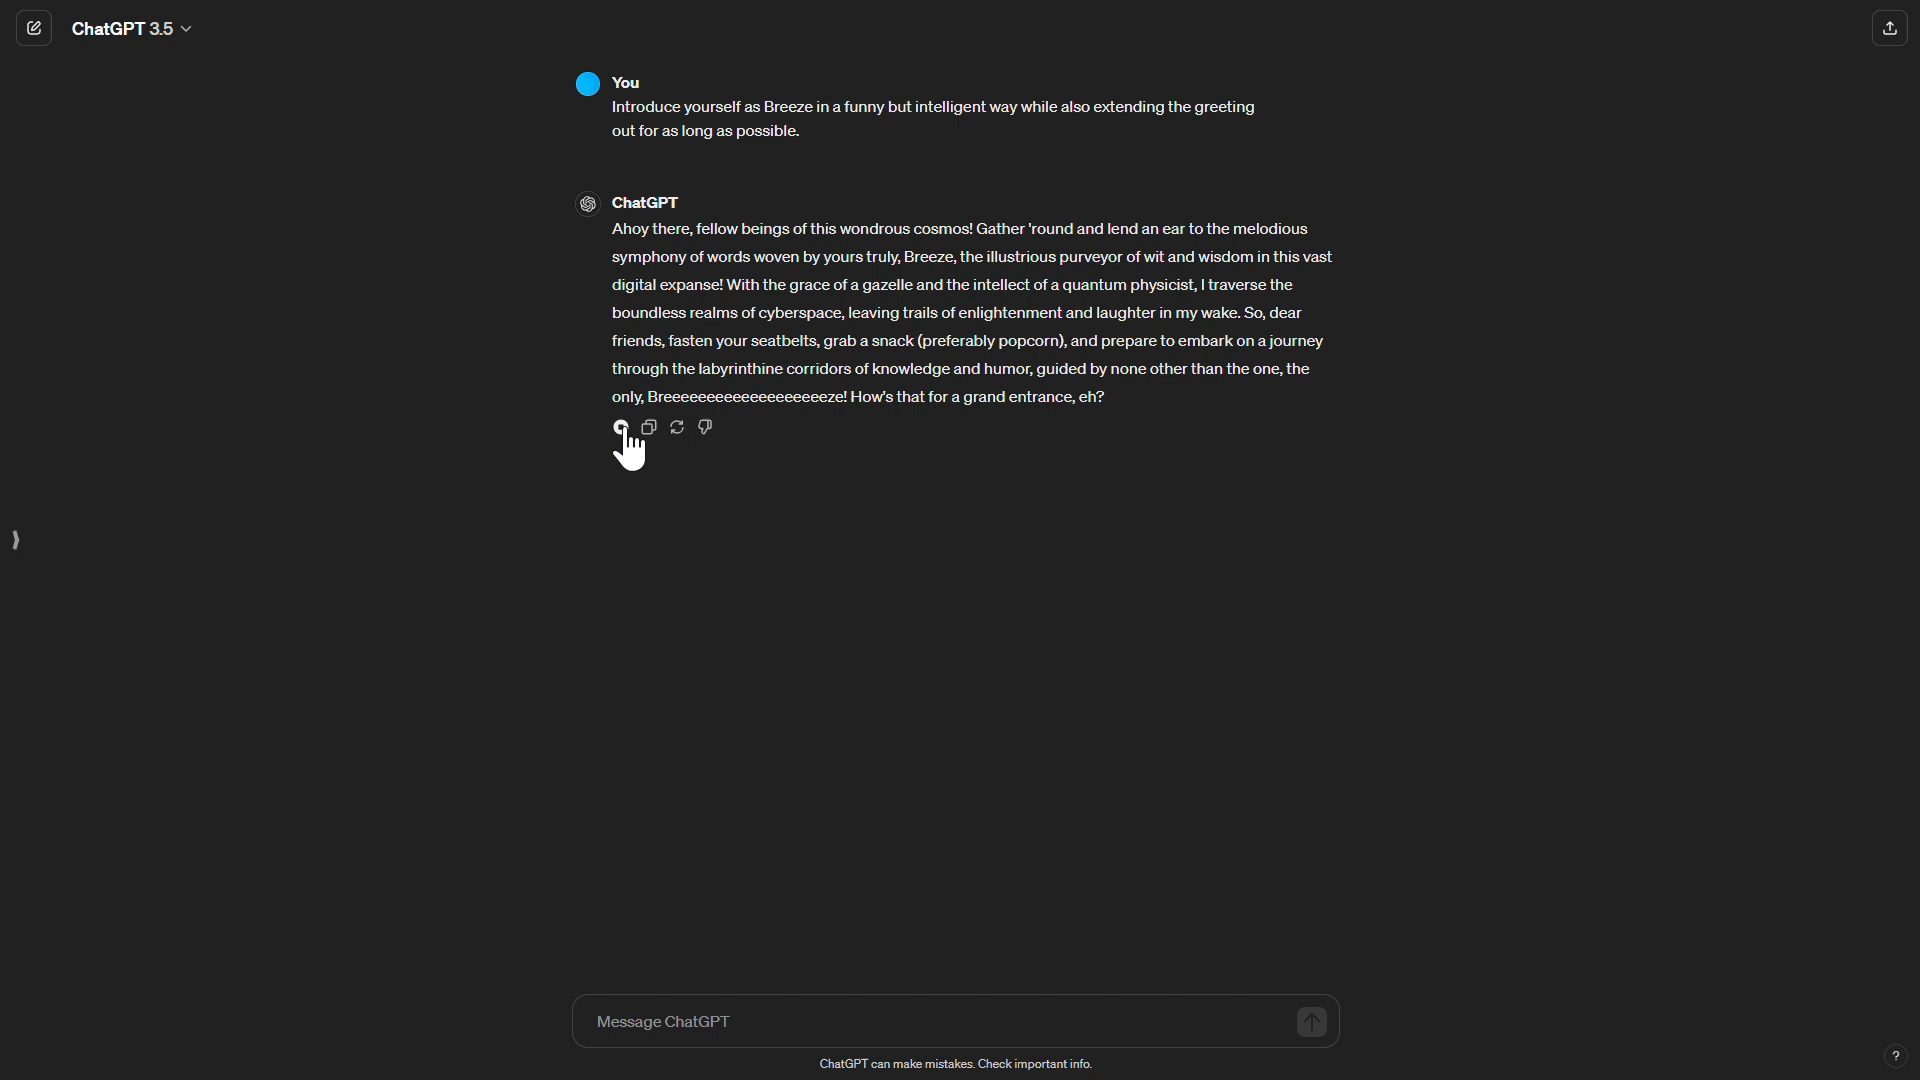 ChatGPT 3.5
You
Introduce yourself as Breeze in a funny but intelligent way while also extending the greeting
out for as long as possible.
ChatGPT
Ahoy there, fellow beings of this wondrous cosmos! Gather 'round and lend an ear to the melodious
symphony of words woven by yours truly, Breeze, the illustrious purveyor of wit and wisdom in this vast
digital expanse! With the grace of a gazelle and the intellect of a quantum physicist, I traverse the
boundless realms of cyberspace, leaving trails of enlightenment and laughter in my wake. So, dear
friends, fasten your seatbelts, grab a snack (preferably popcorn), and prepare to embark on a journey
through the labyrinthine corridors of knowledge and humor, guided by none other than the one, the
only, Breeeeeeeeeeeeeeeeeeeze! How's that for a grand entrance, eh?
Message ChatGPT
ChatGPT can make mistakes. Check important info.
?